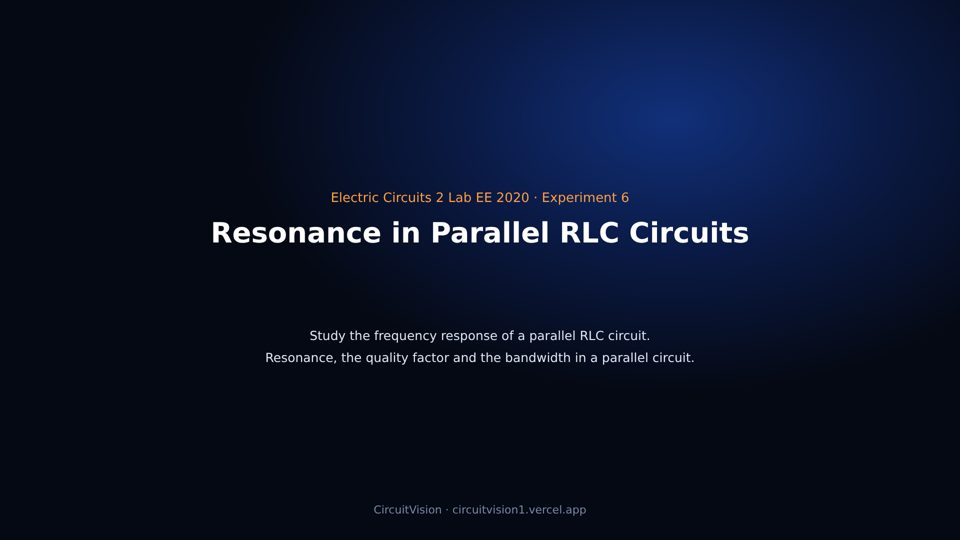 Electric Circuits 2 Lab EE 2020 · Experiment 6
Resonance in Parallel RLC Circuits
Study the frequency response of a parallel RLC circuit.
Resonance, the quality factor and the bandwidth in a parallel circuit.
CircuitVision · circuitvision1.vercel.app